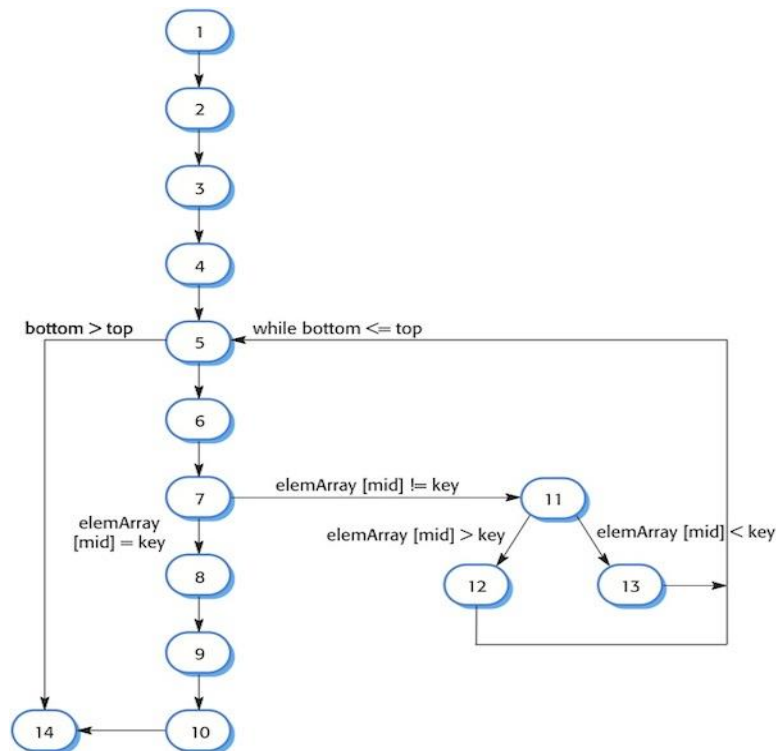 1
2
3
4
bottom > top
while bottom <= top
5
6
7
elemArray [mid] != key
11
elemArray
[mid] = key
elemArray [mid] > key
elemArray [mid] < key
8
12
13
9
14
10